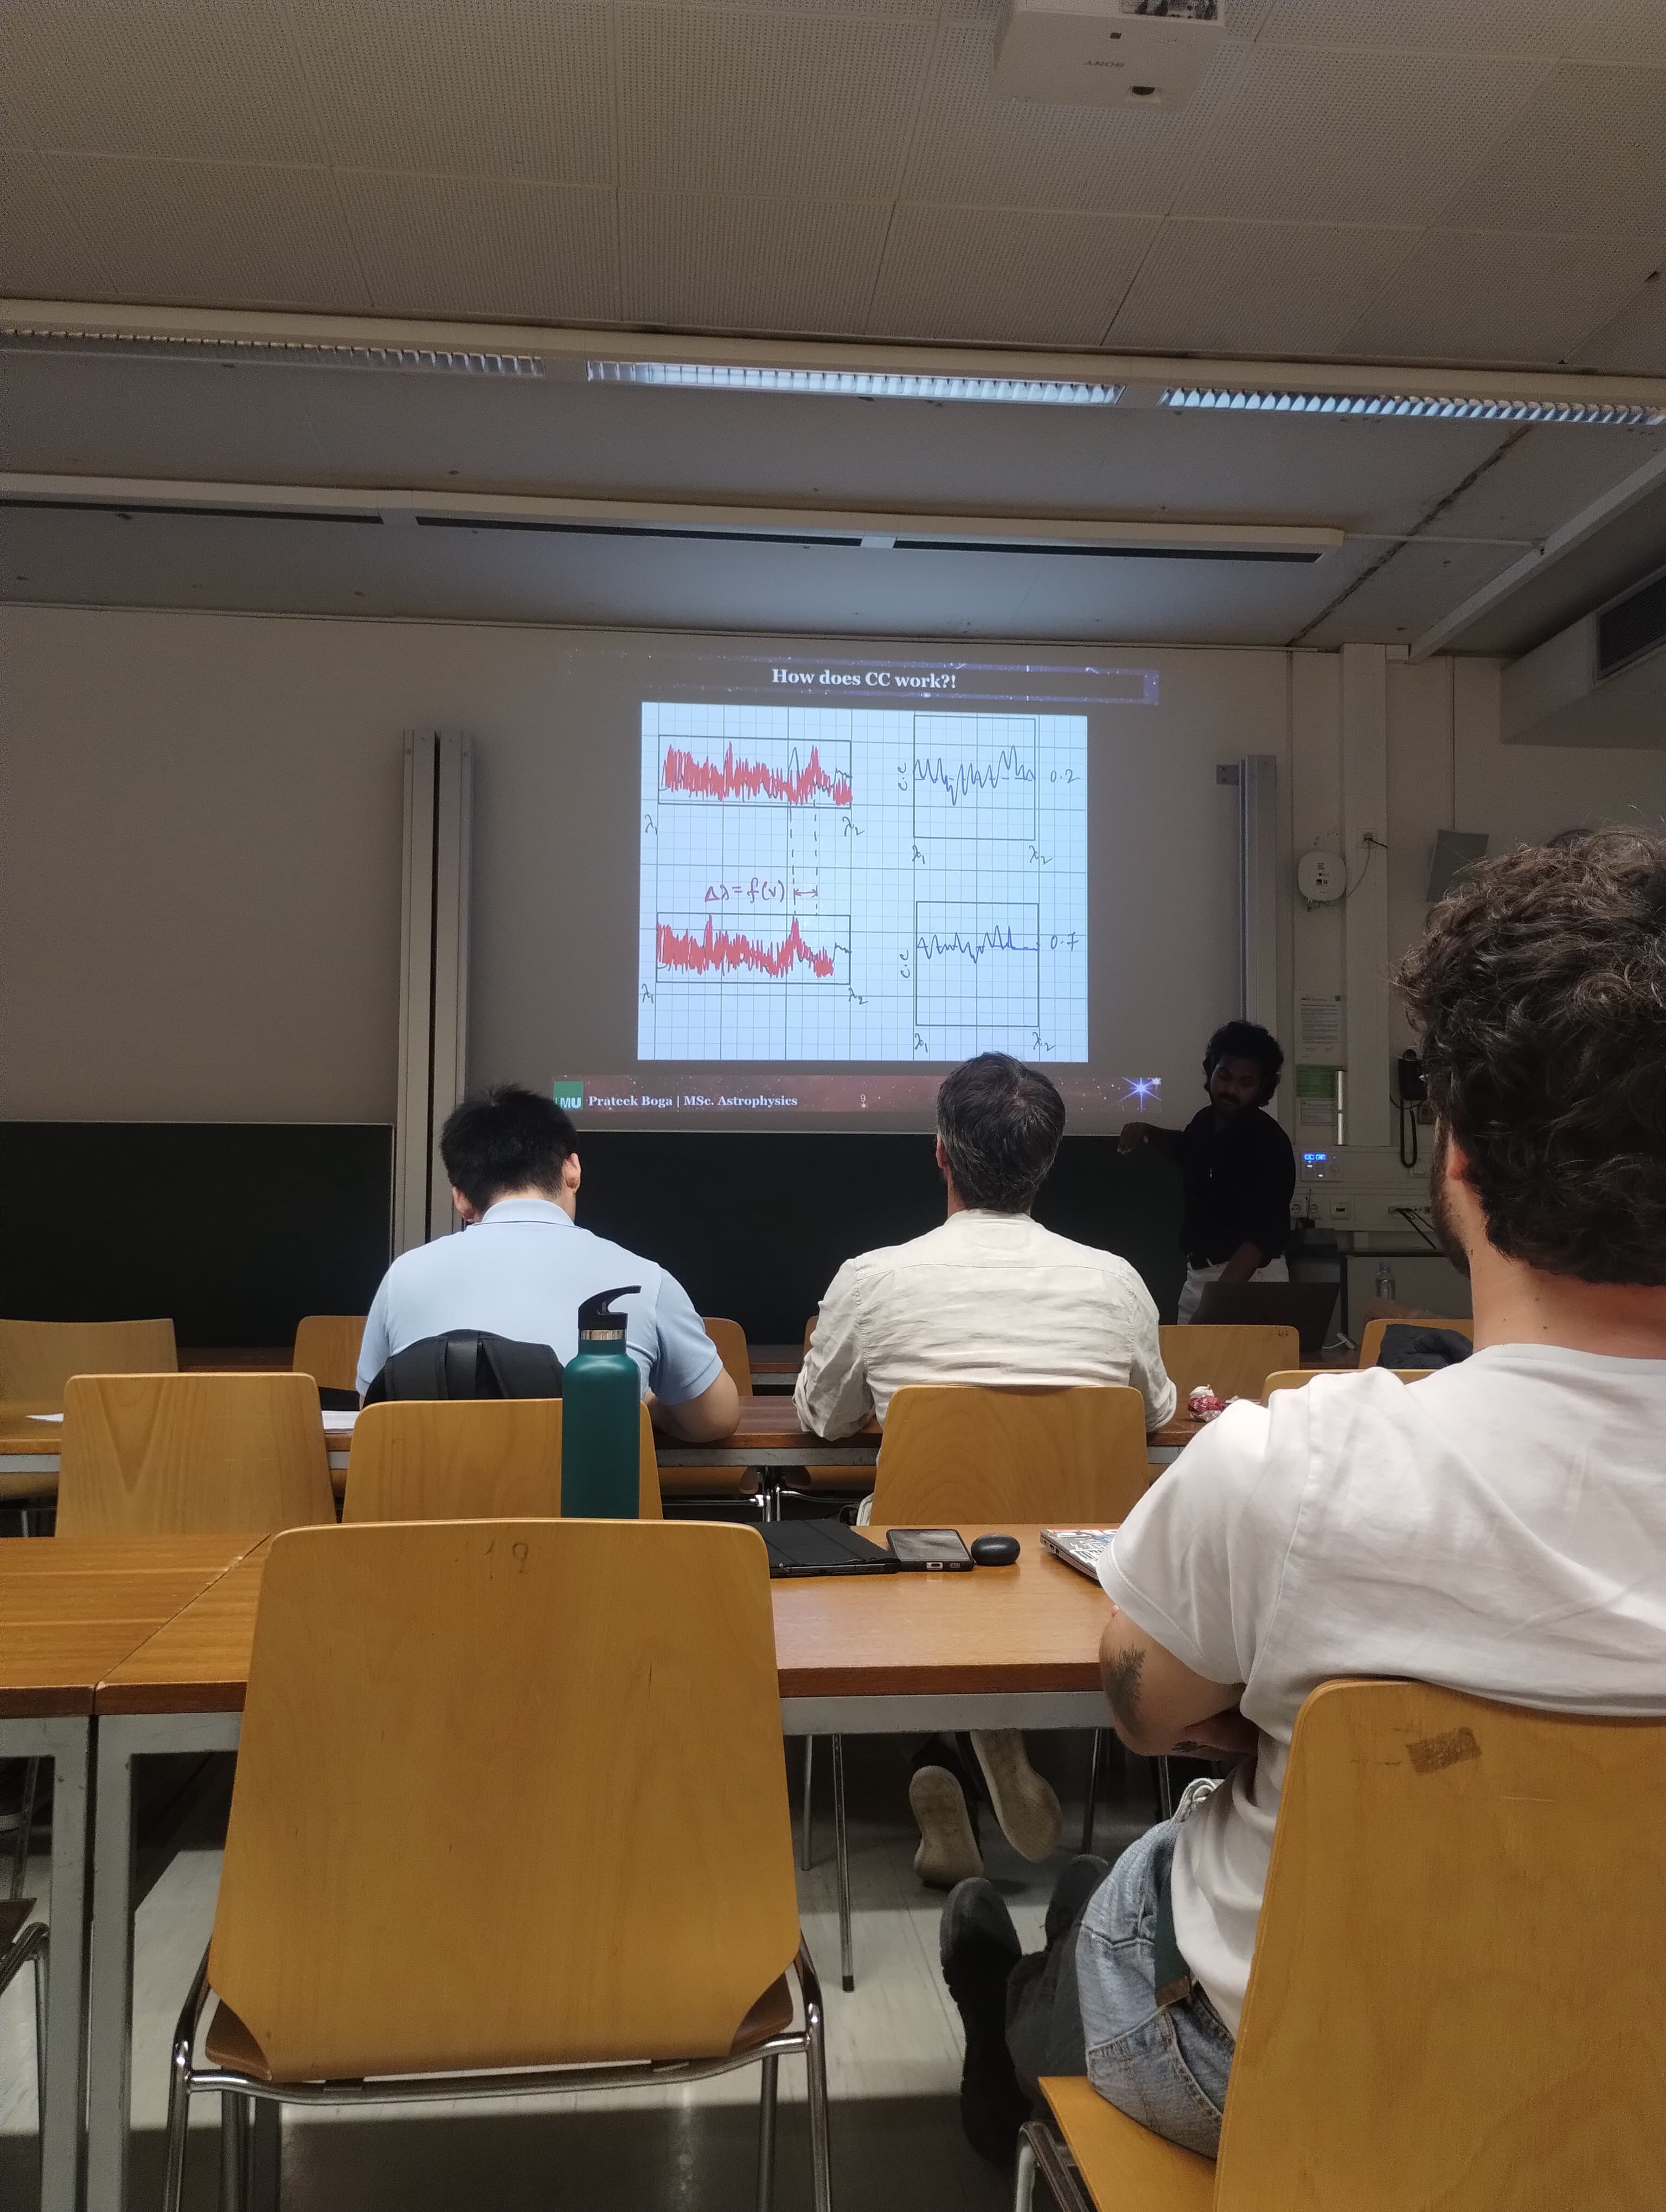 SONY
How does CC work?!
C.C
0.2
λ1
λ2
λ1
λ2
Δλ = f(v)
C.C
0.7
λ1
λ2
λ1
λ2
LMU Prateek Boga | MSc. Astrophysics
9
119